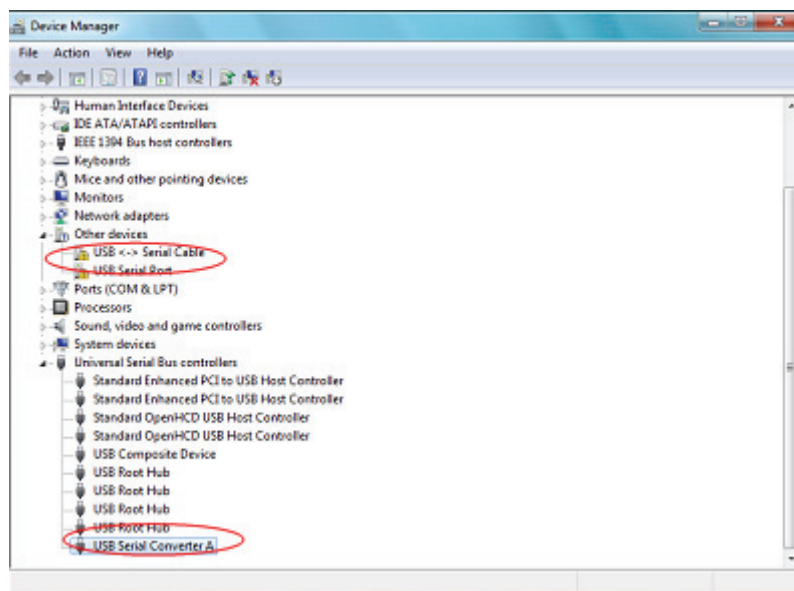 Device Manager
File Action View Help
Human Interface Devices
IDE ATA/ATAPI controllers
IEEE 1394 Bus host controllers
Keyboards
Mice and other pointing devices
Monitors
Network adapters
Other devices
USB <-> Serial Cable
USB Serial Port
Ports (COM & LPT)
Processors
Sound, video and game controllers
System devices
Universal Serial Bus controllers
Standard Enhanced PCI to USB Host Controller
Standard Enhanced PCI to USB Host Controller
Standard OpenHCD USB Host Controller
Standard OpenHCD USB Host Controller
USB Composite Device
USB Root Hub
USB Root Hub
USB Root Hub
USB Root Hub
USB Serial Converter A